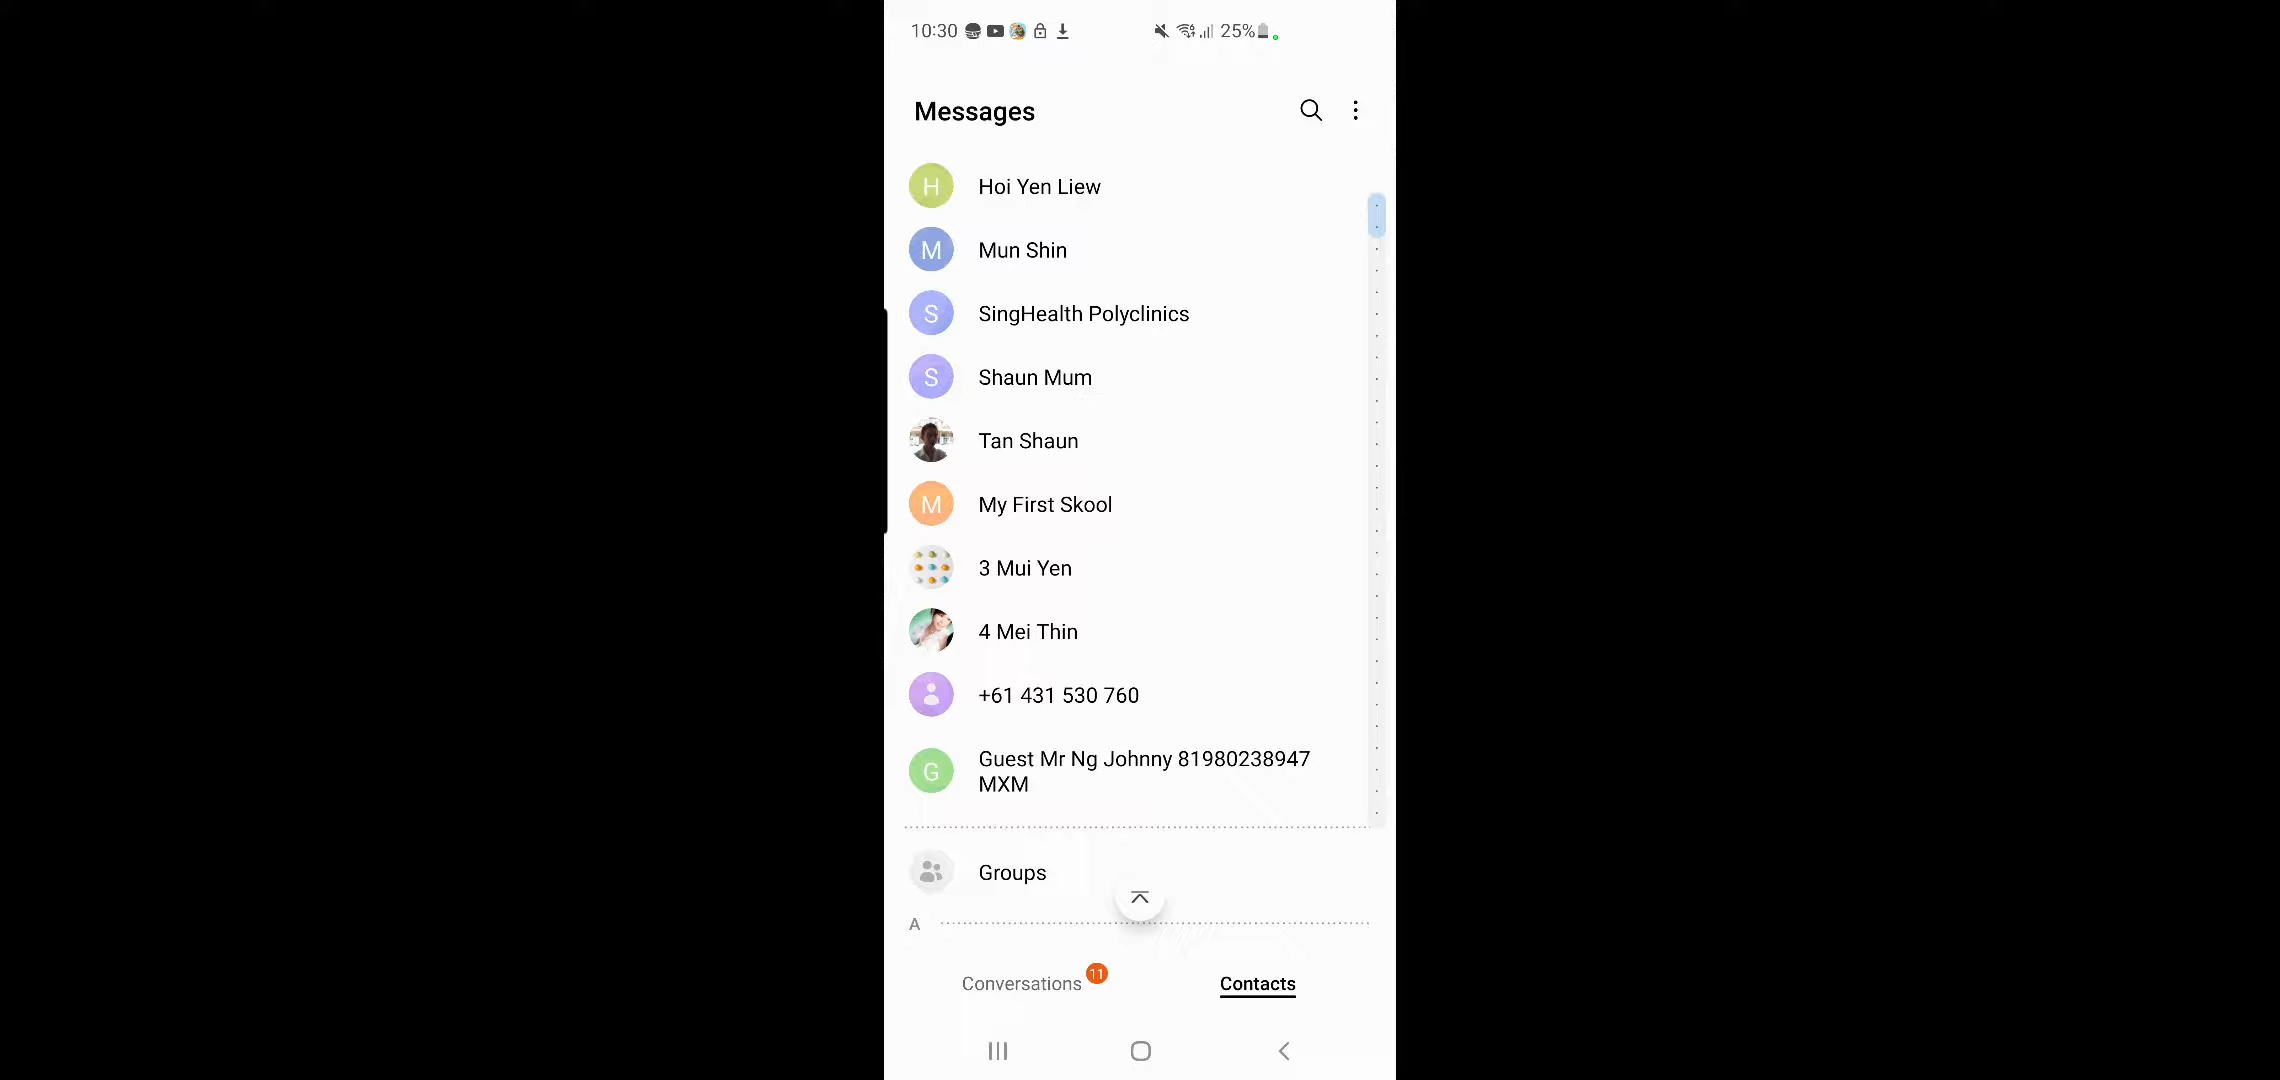 10:30 25%
Messages
H Hoi Yen Liew
M Mun Shin
S SingHealth Polyclinics
S Shaun Mum
Tan Shaun
M My First Skool
3 Mui Yen
4 Mei Thin
+61 431 530 760
G Guest Mr Ng Johnny 81980238947
MXM
Groups
A
Conversations 11 Contacts